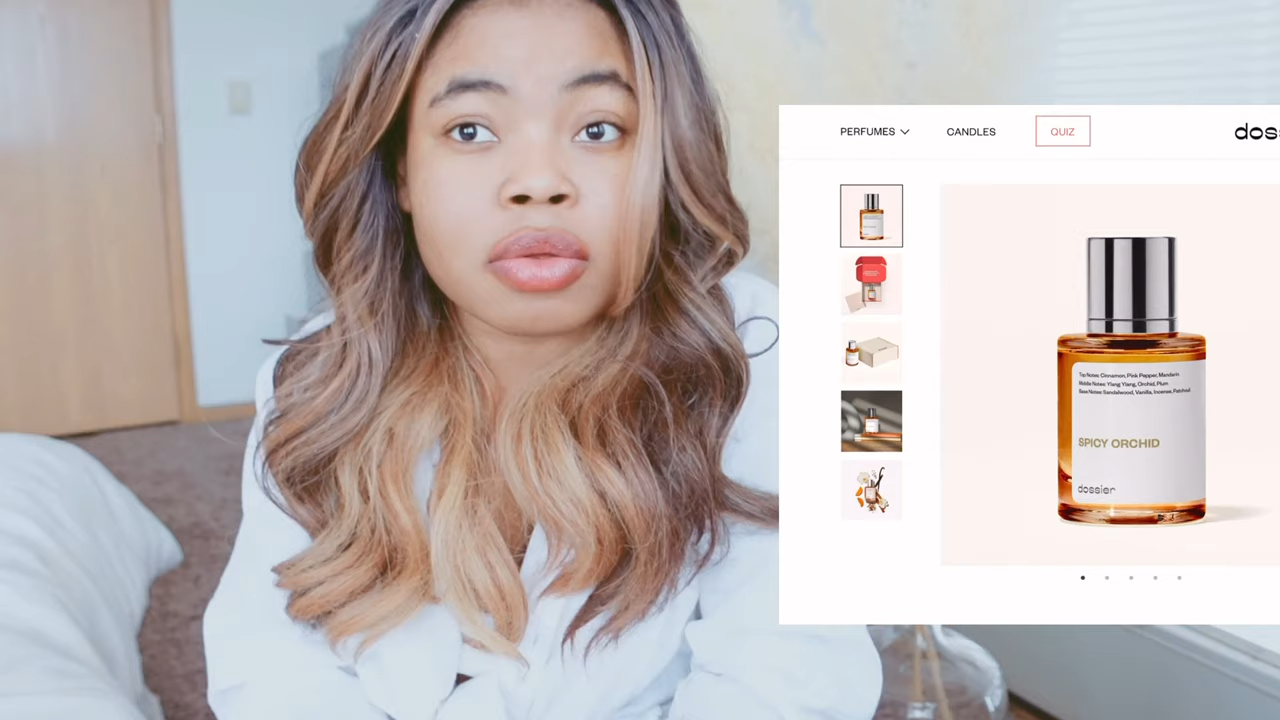 PERFUMES
CANDLES
QUIZ
dos
Top Notes: Cinnamon, Pink Pepper, Mandarin
Middle Notes: Ylang Ylang, Orchid, Plum
Base Notes: Sandalwood, Vanilla, Incense, Patchouli
SPICY ORCHID
dossier